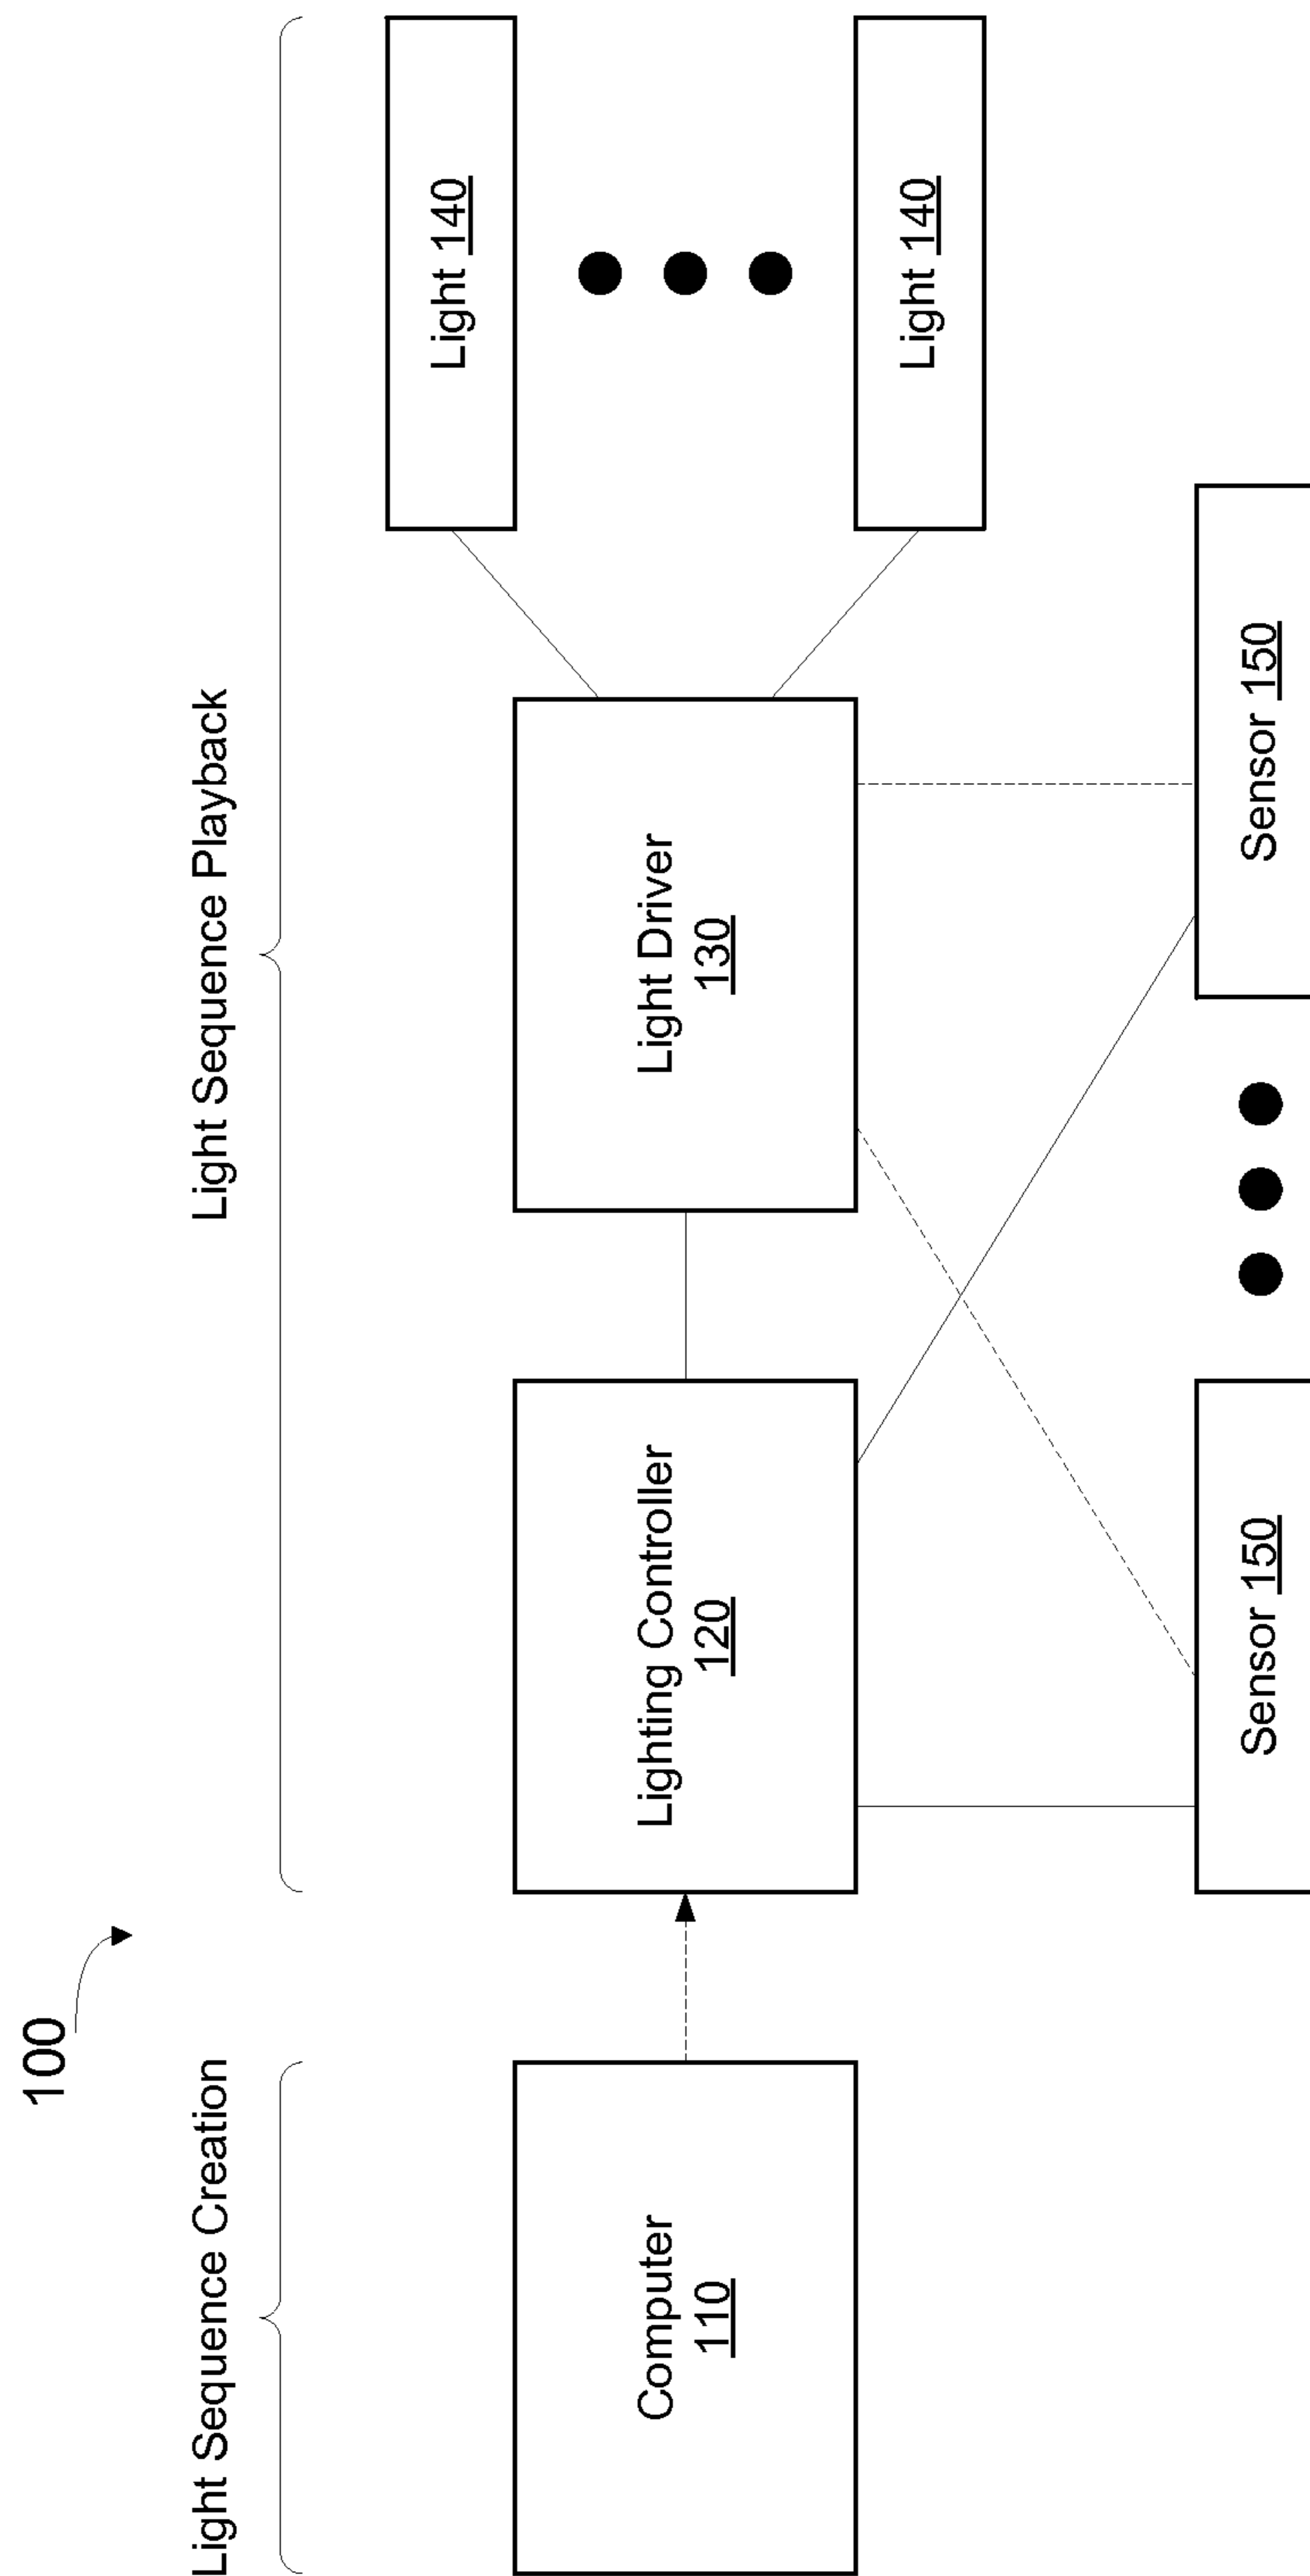 100
Light Sequence Creation
Light Sequence Playback
Computer
110
Lighting Controller
120
Light Driver
130
Light 140
Light 140
Sensor 150
Sensor 150